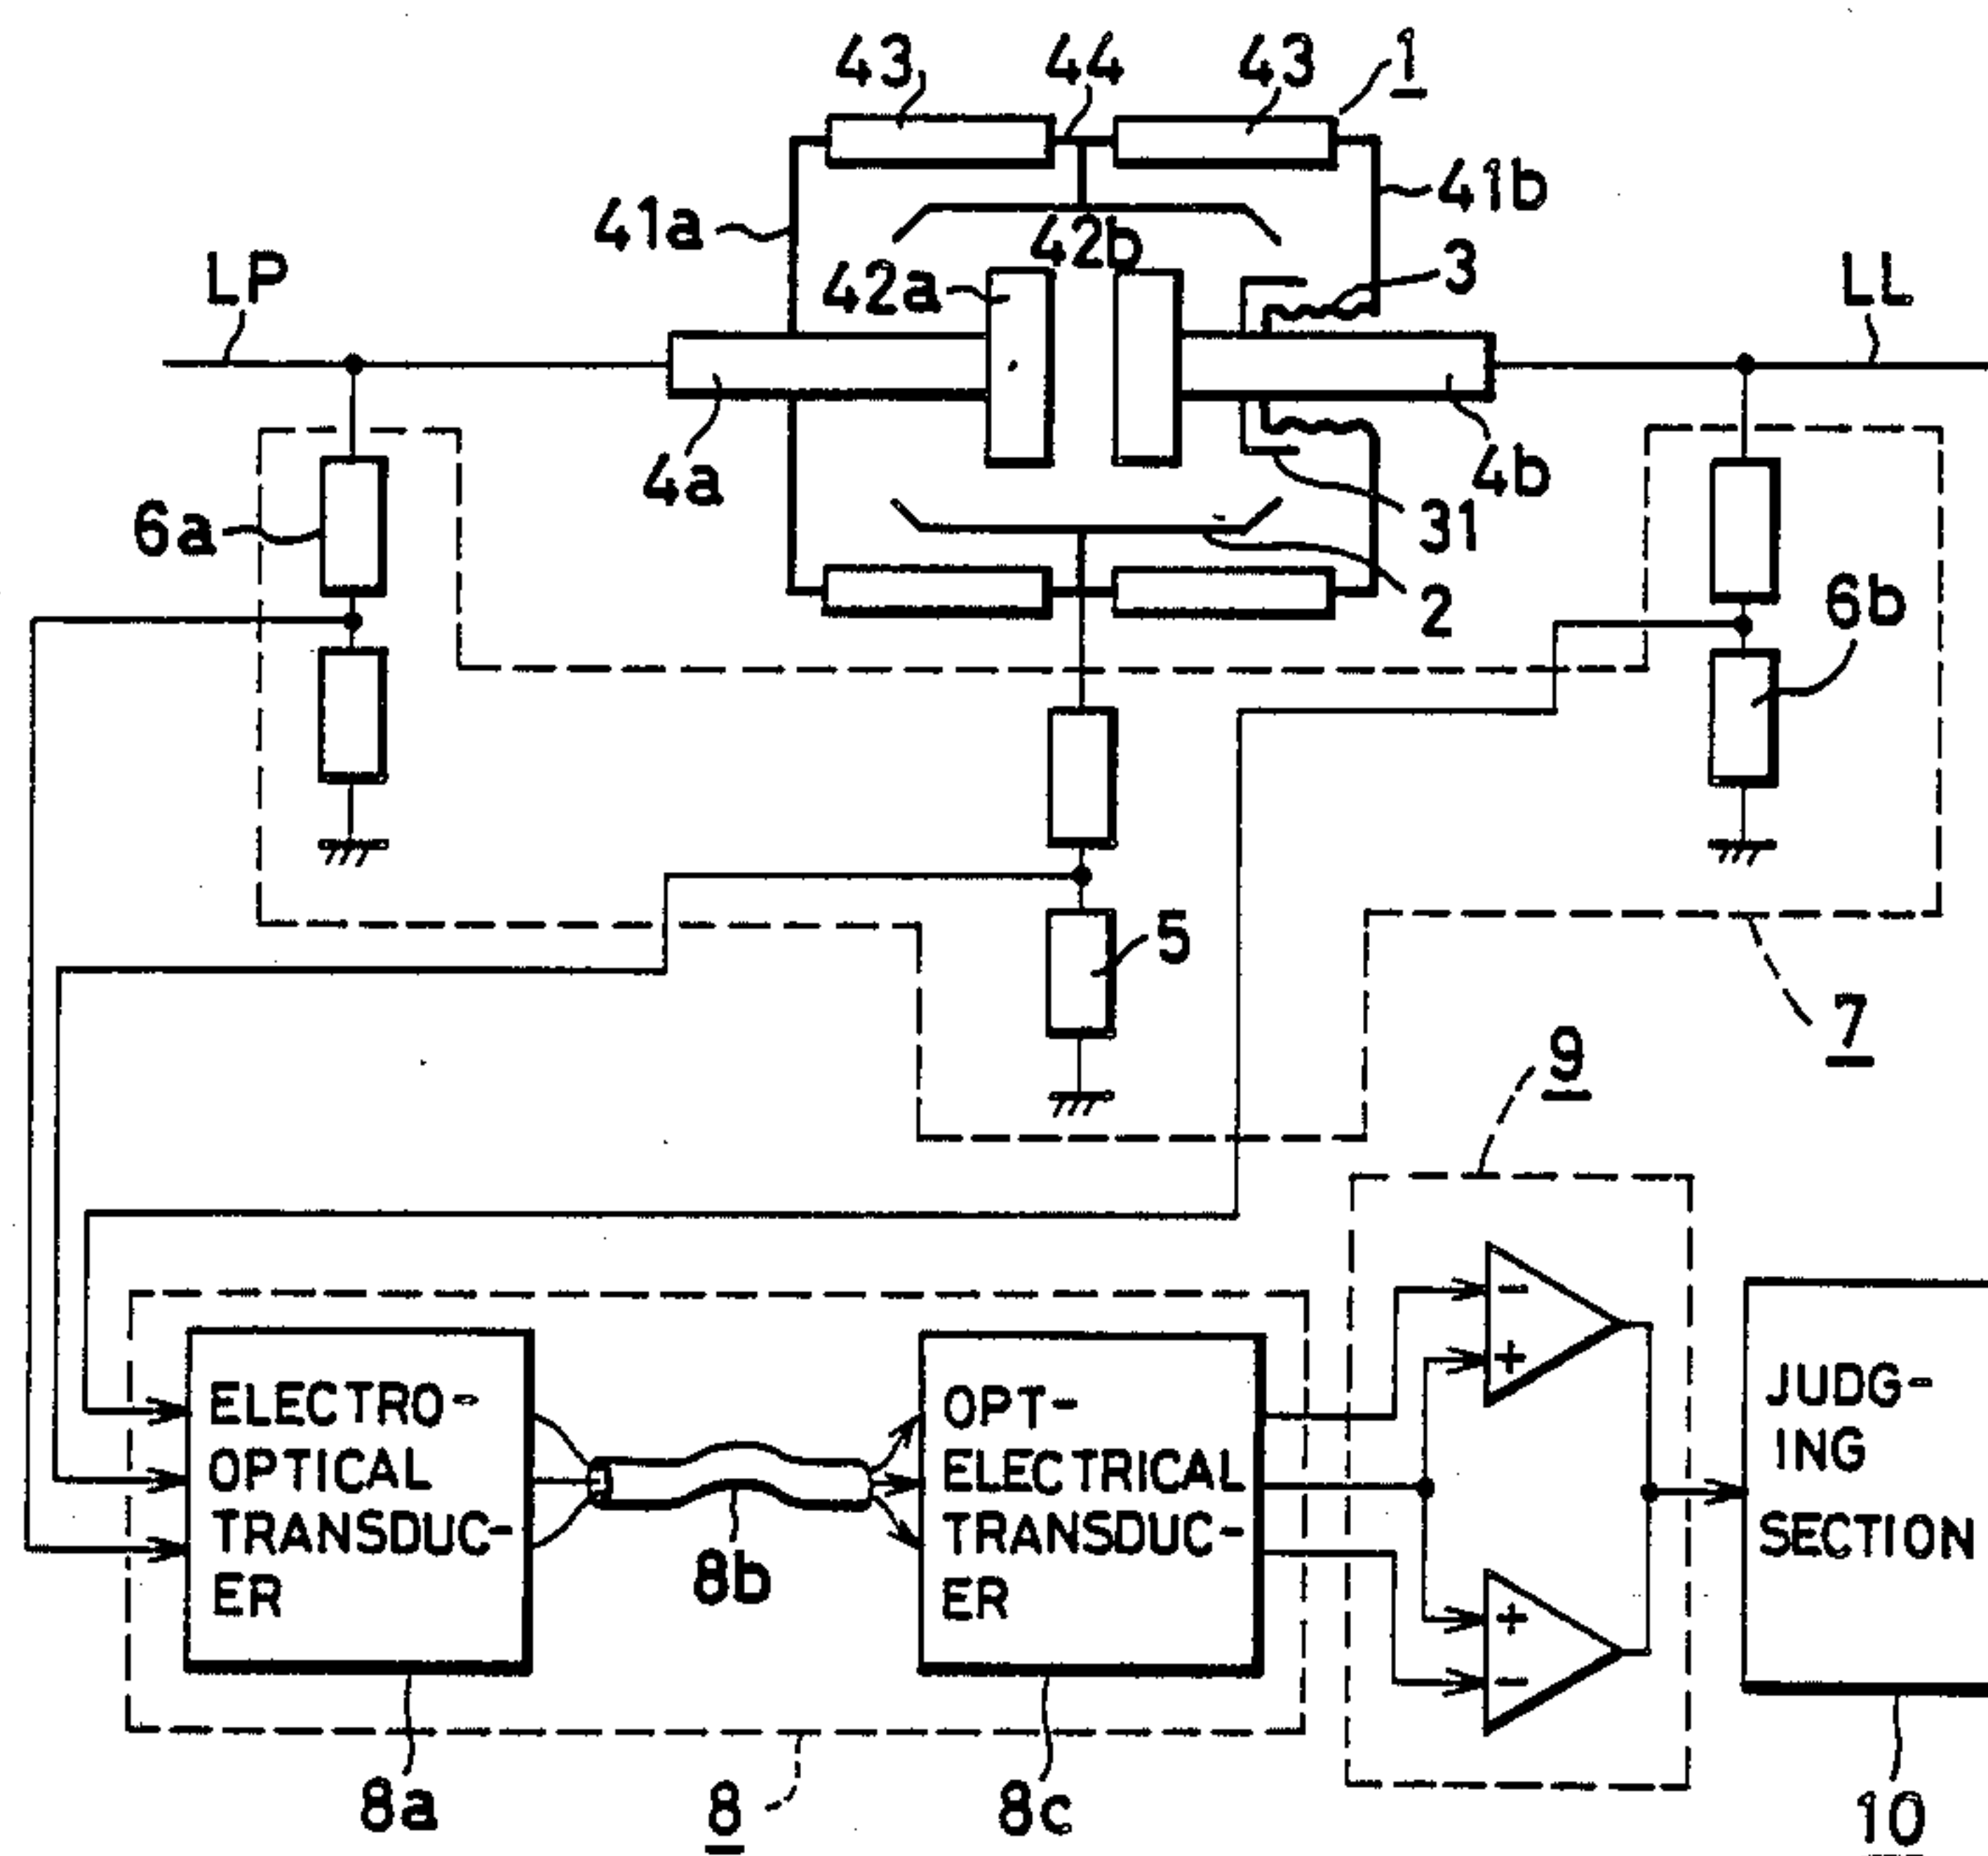 43 44 43 1
41a 41b
42b
LP 42a 3 LL
4a 4b
6a 31
2 6b
5
7
9
- +
ELECTRO-
OPTICAL
TRANSDUC-
ER
8b
OPT-
ELECTRICAL
TRANSDUC-
ER
+ -
JUDG-
ING
SECTION
8a 8 8c 10